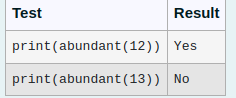 Test Result
print(abundant(12)) Yes
print(abundant(13)) No